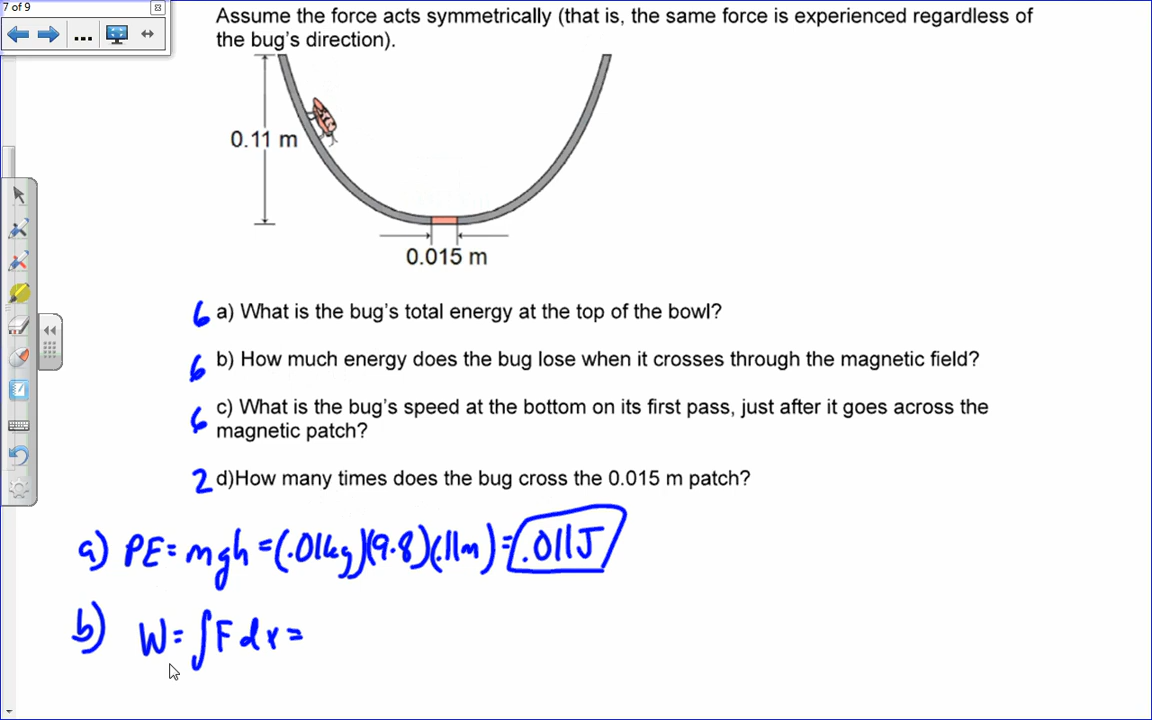 7 of 9
Assume the force acts symmetrically (that is, the same force is experienced regardless of
the bug's direction).
0.11 m
0.015 m
6 a) What is the bug's total energy at the top of the bowl?
6 b) How much energy does the bug lose when it crosses through the magnetic field?
6 c) What is the bug's speed at the bottom on its first pass, just after it goes across the
magnetic patch?
2 d)How many times does the bug cross the 0.015 m patch?
a) PE = mgh = (.01kg)(9.8)(.11m) = .011J
b) W = ∫F dx =